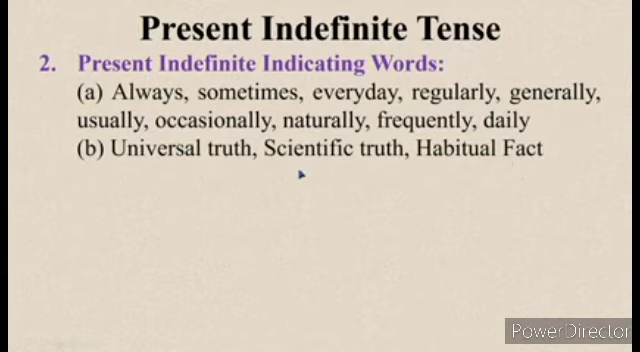 Present Indefinite Tense
2. Present Indefinite Indicating Words:
(a) Always, sometimes, everyday, regularly, generally,
usually, occasionally, naturally, frequently, daily
(b) Universal truth, Scientific truth, Habitual Fact
PowerDirector